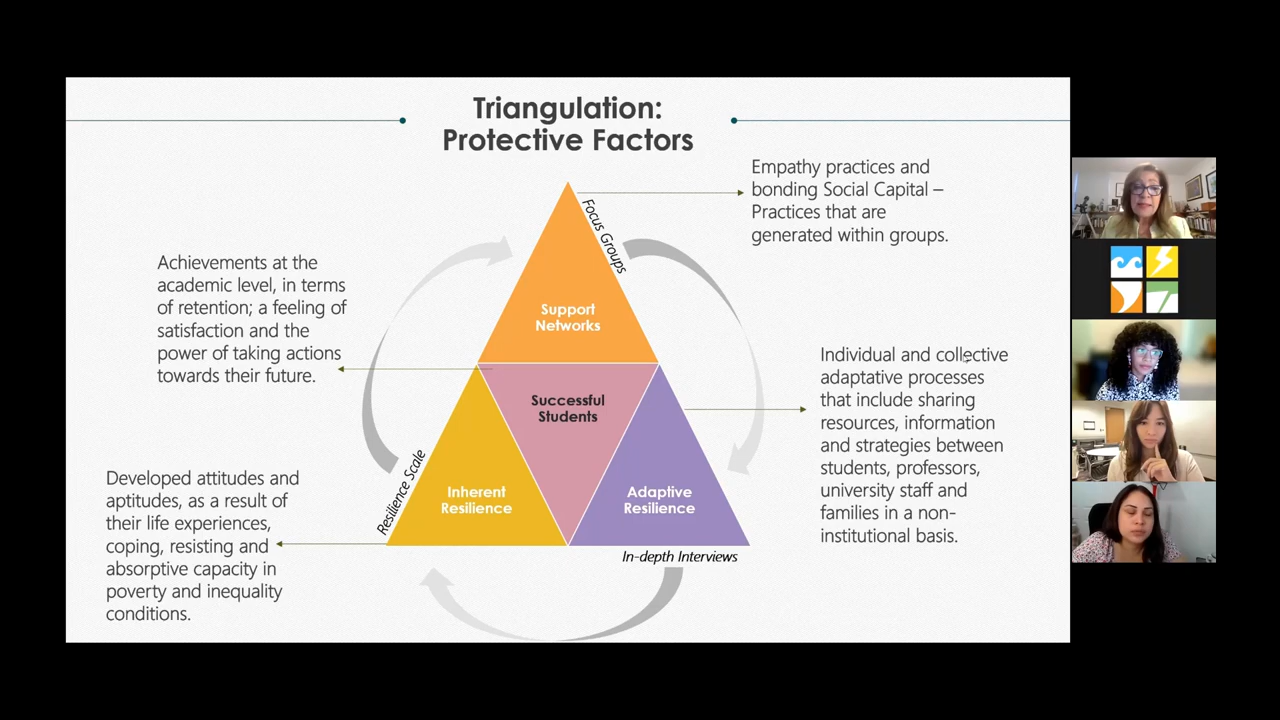 Triangulation:
Protective Factors
Empathy practices and
bonding Social Capital –
Practices that are
generated within groups.
Focus Groups
Achievements at the
academic level, in terms
of retention; a feeling of
satisfaction and the
power of taking actions
towards their future.
Support
Networks
Individual and collective
adaptative processes
that include sharing
resources, information
and strategies between
students, professors,
university staff and
families in a non-
institutional basis.
Successful
Students
Resilience Scale
Developed attitudes and
aptitudes, as a result of
their life experiences,
coping, resisting and
absorptive capacity in
poverty and inequality
conditions.
Inherent
Resilience
Adaptive
Resilience
In-depth Interviews